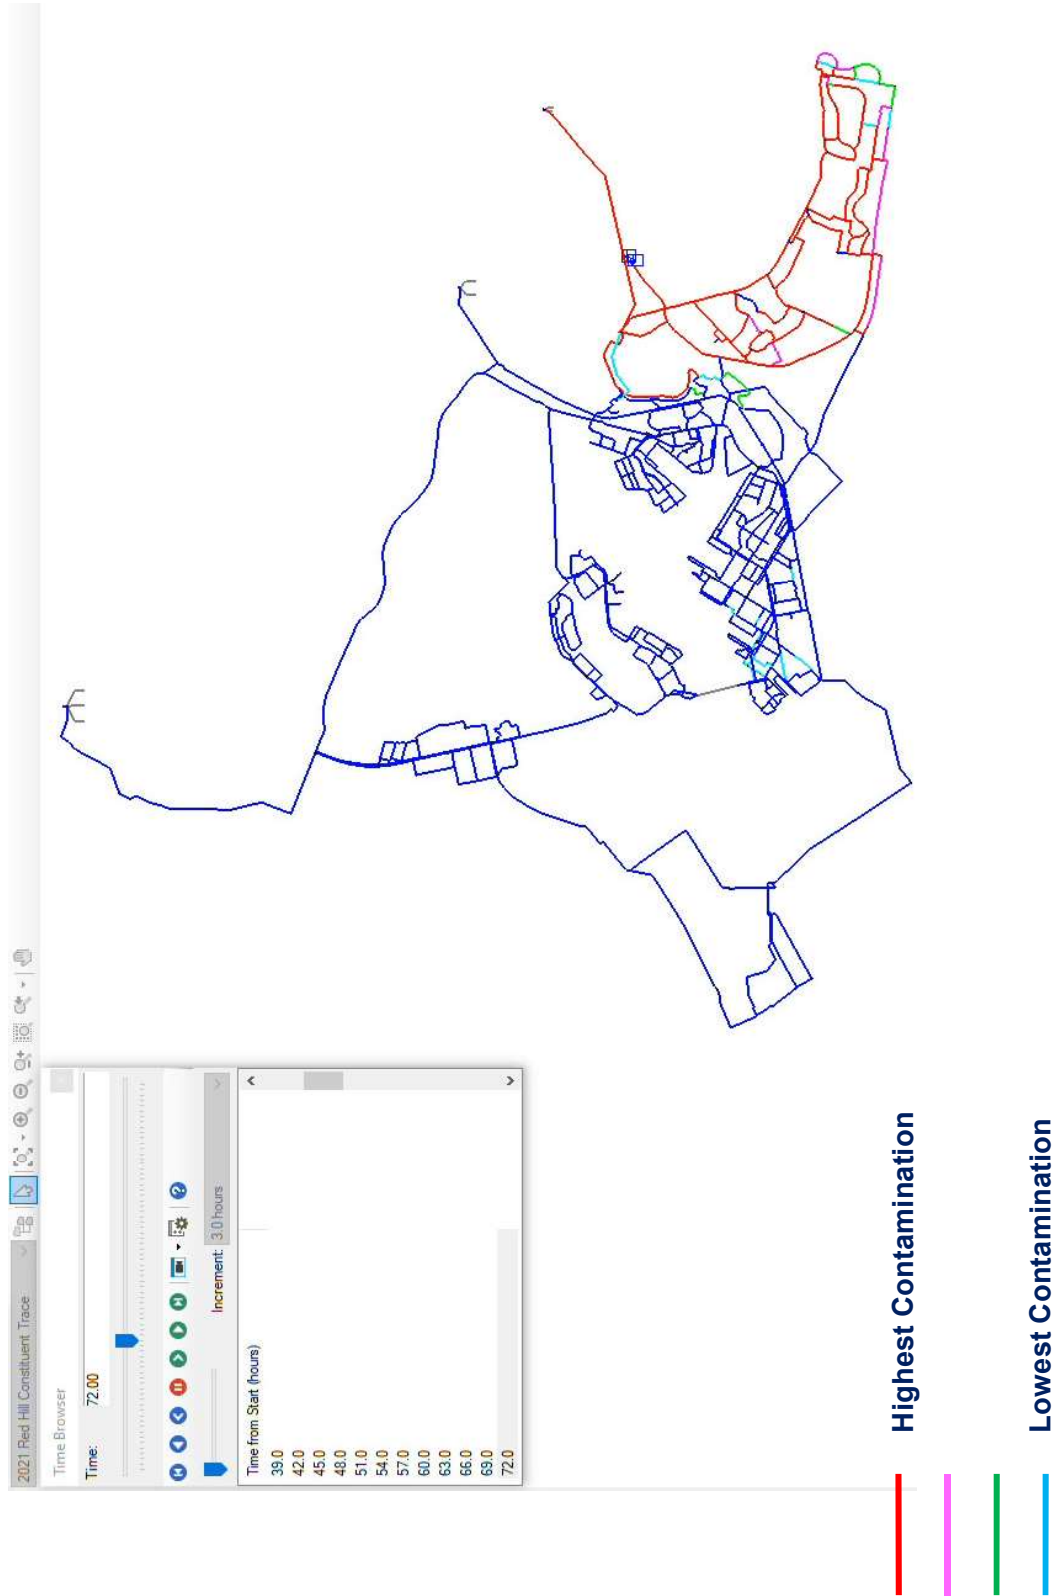 2021 Red Hill Constituent Trace
Time Browser
Time: 72.00
Increment: 3.0 hours
Time from Start (hours)
39.0
42.0
45.0
48.0
51.0
54.0
57.0
60.0
63.0
66.0
69.0
72.0
Highest Contamination
Lowest Contamination